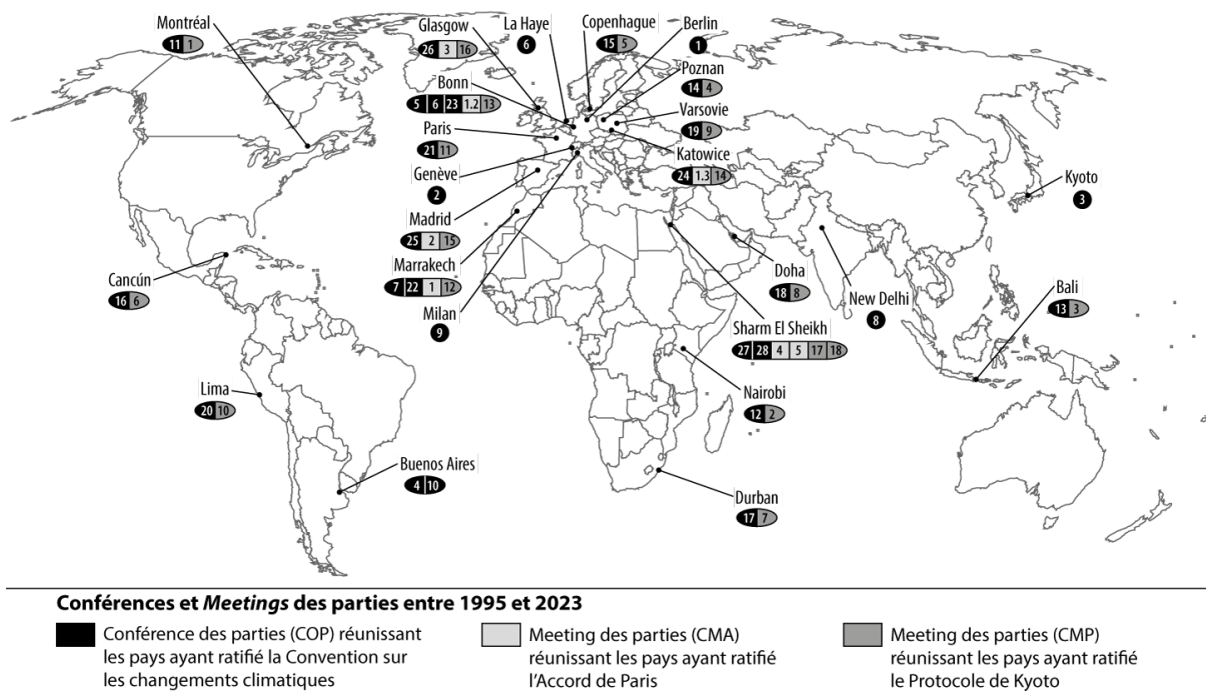 Montréal
11 1
Glasgow
26 3 16
La Haye
6
Copenhague
15 5
Berlin
1
Poznan
14 4
Bonn
5 6 23 1.2 13
Varsovie
19 9
Paris
21 11
Katowice
24 1.3 14
Genève
2
Kyoto
3
Madrid
25 2 15
Marrakech
7 22 1 12
Milan
9
Cancún
16 6
Doha
18 8
New Delhi
8
Bali
13 3
Sharm El Sheikh
27 28 4 5 17 18
Lima
20 10
Nairobi
12 2
Buenos Aires
4 10
Durban
17 7
Conférences et Meetings des parties entre 1995 et 2023
Conférence des parties (COP) réunissant
les pays ayant ratifié la Convention sur
les changements climatiques
Meeting des parties (CMA)
réunissant les pays ayant ratifié
l'Accord de Paris
Meeting des parties (CMP)
réunissant les pays ayant ratifié
le Protocole de Kyoto